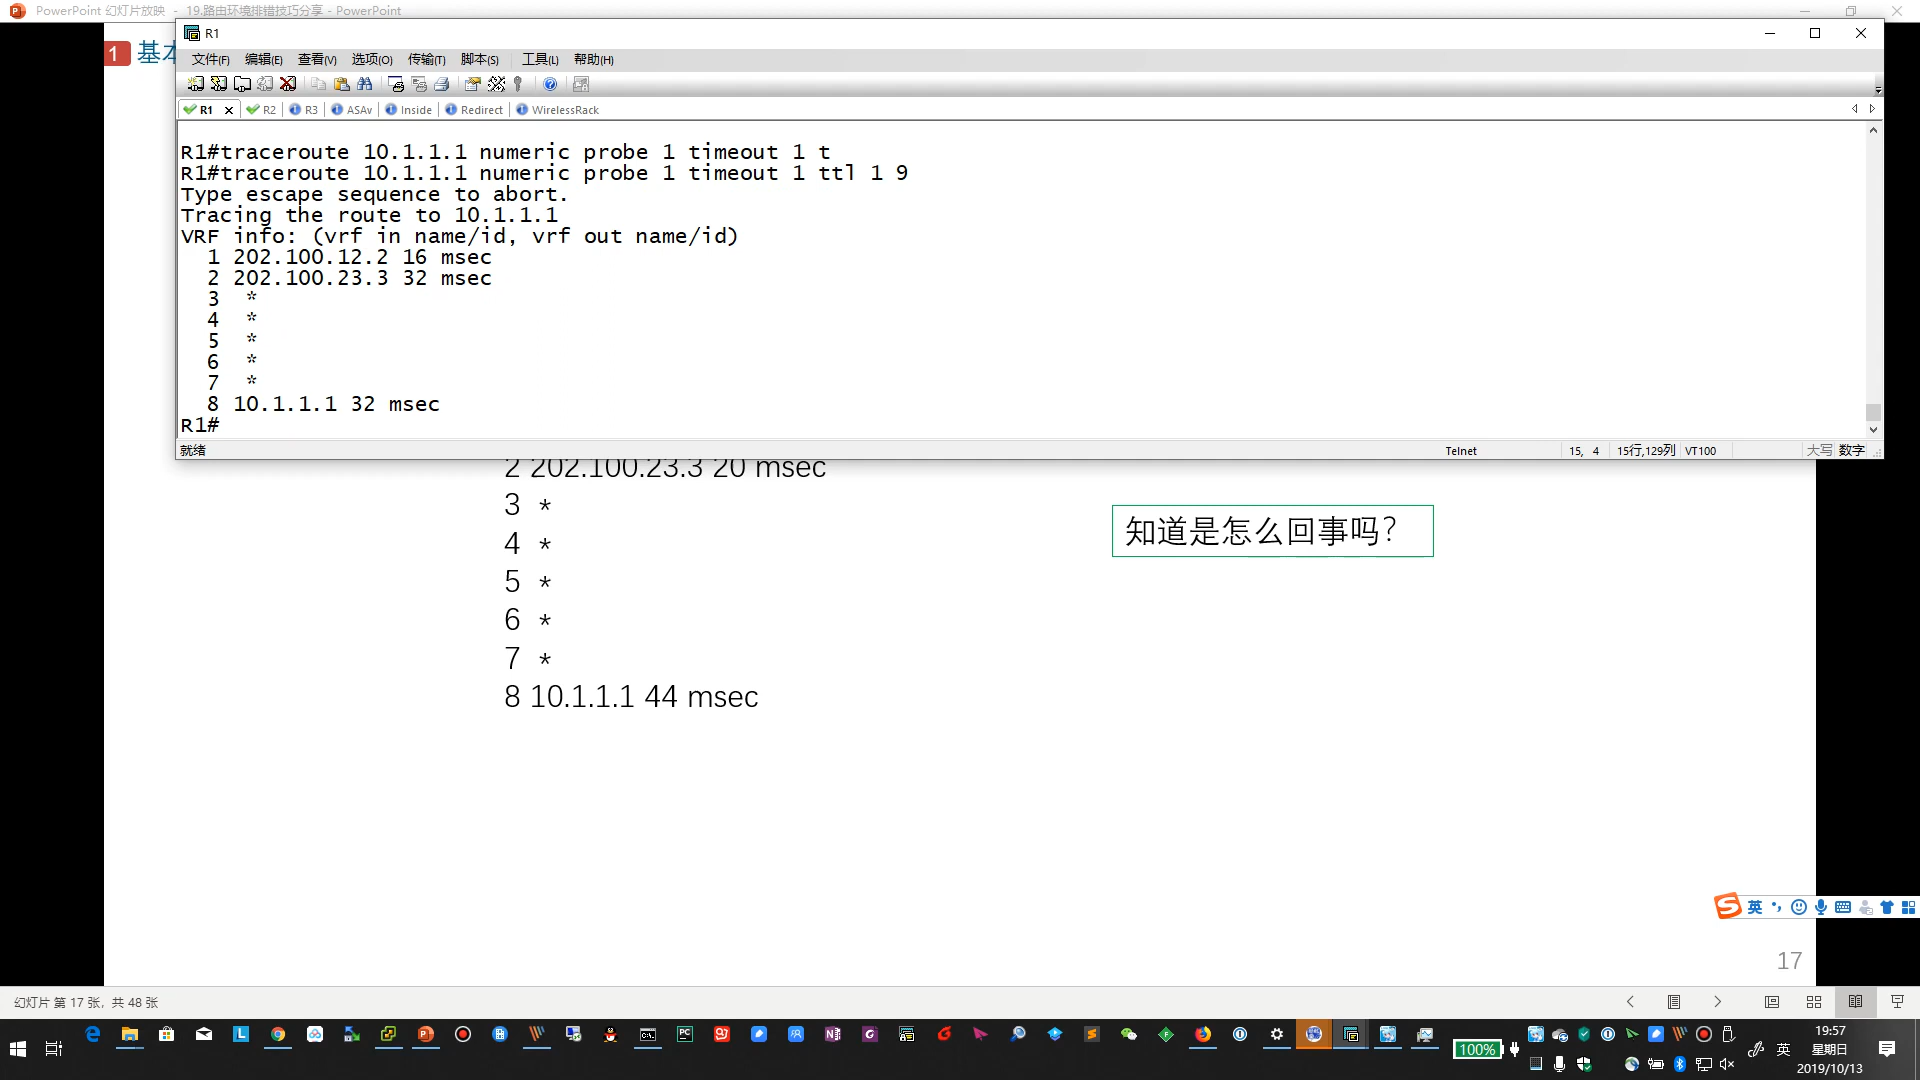 PowerPoint 幻灯片放映 - 19.路由环境排错技巧分享 - PowerPoint
1 基本
R1
文件(F) 编辑(E) 查看(V) 选项(O) 传输(T) 脚本(S) 工具(L) 帮助(H)
R1 R2 R3 ASAv Inside Redirect WirelessRack
R1#traceroute 10.1.1.1 numeric probe 1 timeout 1 t
R1#traceroute 10.1.1.1 numeric probe 1 timeout 1 ttl 1 9
Type escape sequence to abort.
Tracing the route to 10.1.1.1
VRF info: (vrf in name/id, vrf out name/id)
1 202.100.12.2 16 msec
2 202.100.23.3 32 msec
3 *
4 *
5 *
6 *
7 *
8 10.1.1.1 32 msec
R1#
就绪 Telnet 15, 4 15行,129列 VT100 大写 数字
2 202.100.23.3 20 msec
3 *
4 *
5 *
6 *
7 *
8 10.1.1.1 44 msec
知道是怎么回事吗？
英
17
幻灯片 第 17 张，共 48 张
100%
英
19:57
星期日
2019/10/13